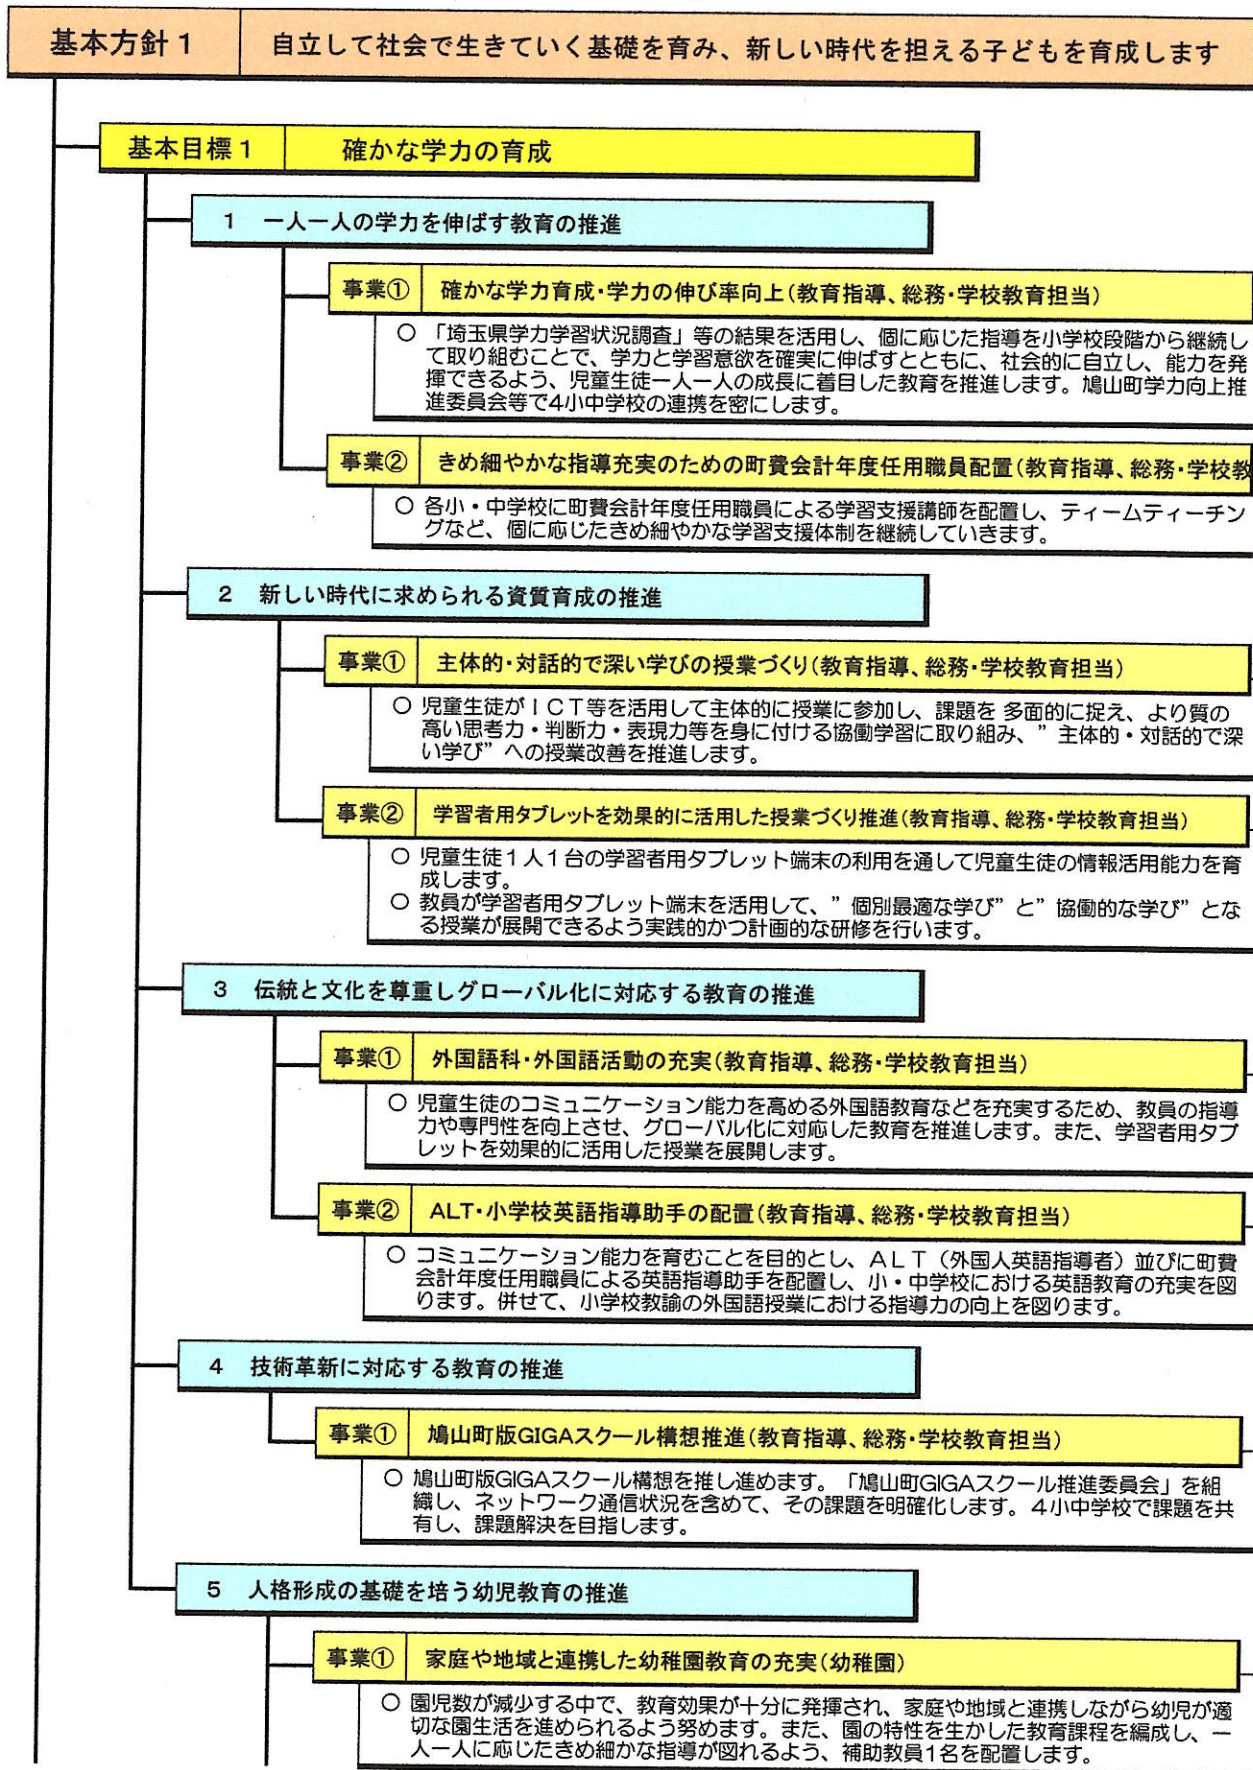 基本方針１　自立して社会で生きていく基礎を育み、新しい時代を担える子どもを育成します
基本目標１　確かな学力の育成
１　一人一人の学力を伸ばす教育の推進
事業①　確かな学力育成・学力の伸び率向上（教育指導、総務・学校教育担当）
○　「埼玉県学力学習状況調査」等の結果を活用し、個に応じた指導を小学校段階から継続し
て取り組むことで、学力と学習意欲を確実に伸ばすとともに、社会的に自立し、能力を発
揮できるよう、児童生徒一人一人の成長に着目した教育を推進します。鳩山町学力向上推
進委員会等で4小中学校の連携を密にします。
事業②　きめ細やかな指導充実のための町費会計年度任用職員配置（教育指導、総務・学校教
○　各小・中学校に町費会計年度任用職員による学習支援講師を配置し、ティームティーチン
グなど、個に応じたきめ細やかな学習支援体制を継続していきます。
２　新しい時代に求められる資質育成の推進
事業①　主体的・対話的で深い学びの授業づくり（教育指導、総務・学校教育担当）
○　児童生徒がＩＣＴ等を活用して主体的に授業に参加し、課題を 多面的に捉え、より質の
高い思考力・判断力・表現力等を身に付ける協働学習に取り組み、”主体的・対話的で深
い学び”への授業改善を推進します。
事業②　学習者用タブレットを効果的に活用した授業づくり推進（教育指導、総務・学校教育担当）
○　児童生徒１人１台の学習者用タブレット端末の利用を通して児童生徒の情報活用能力を育
成します。
○　教員が学習者用タブレット端末を活用して、”個別最適な学び”と”協働的な学び”とな
る授業が展開できるよう実践的かつ計画的な研修を行います。
３　伝統と文化を尊重しグローバル化に対応する教育の推進
事業①　外国語科・外国語活動の充実（教育指導、総務・学校教育担当）
○　児童生徒のコミュニケーション能力を高める外国語教育などを充実するため、教員の指導
力や専門性を向上させ、グローバル化に対応した教育を推進します。また、学習者用タブ
レットを効果的に活用した授業を展開します。
事業②　ALT・小学校英語指導助手の配置（教育指導、総務・学校教育担当）
○　コミュニケーション能力を育むことを目的とし、ＡＬＴ（外国人英語指導者）並びに町費
会計年度任用職員による英語指導助手を配置し、小・中学校における英語教育の充実を図
ります。併せて、小学校教諭の外国語授業における指導力の向上を図ります。
４　技術革新に対応する教育の推進
事業①　鳩山町版GIGAスクール構想推進（教育指導、総務・学校教育担当）
○　鳩山町版GIGAスクール構想を推し進めます。「鳩山町GIGAスクール推進委員会」を組
織し、ネットワーク通信状況を含めて、その課題を明確化します。4小中学校で課題を共
有し、課題解決を目指します。
５　人格形成の基礎を培う幼児教育の推進
事業①　家庭や地域と連携した幼稚園教育の充実（幼稚園）
○　園児数が減少する中で、教育効果が十分に発揮され、家庭や地域と連携しながら幼児が適
切な園生活を進められるよう努めます。また、園の特性を生かした教育課程を編成し、一
人一人に応じたきめ細かな指導が図れるよう、補助教員1名を配置します。